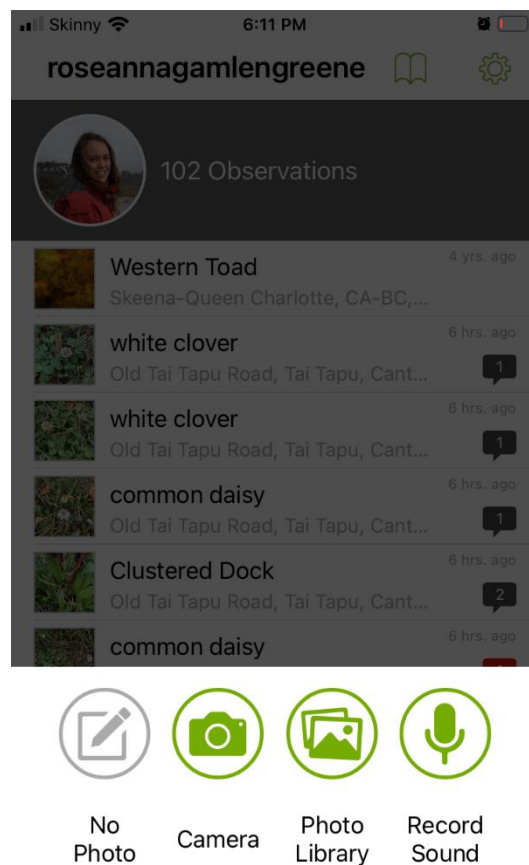 Skinny 6:11 PM
roseannagamlengreene
102 Observations
Western Toad 4 yrs. ago
Skeena-Queen Charlotte, CA-BC,...
white clover 6 hrs. ago
Old Tai Tapu Road, Tai Tapu, Cant... 1
white clover 6 hrs. ago
Old Tai Tapu Road, Tai Tapu, Cant... 1
common daisy 6 hrs. ago
Old Tai Tapu Road, Tai Tapu, Cant... 1
Clustered Dock 6 hrs. ago
Old Tai Tapu Road, Tai Tapu, Cant... 2
common daisy 6 hrs. ago
No Photo
Camera
Photo Library
Record Sound